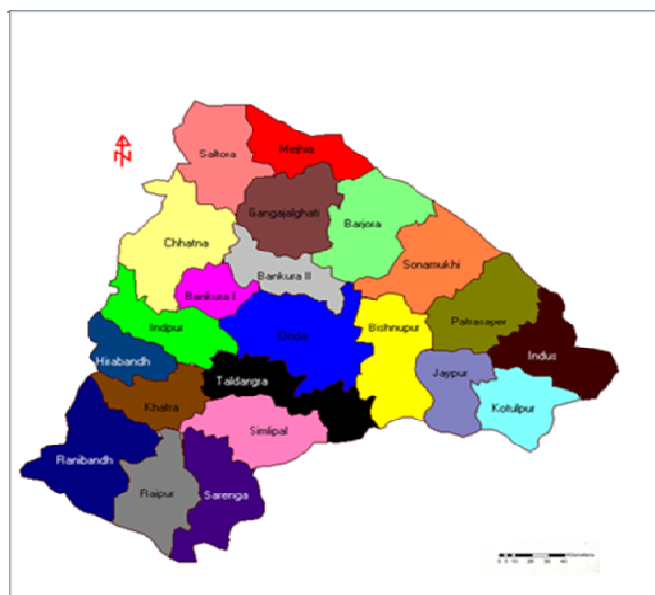 N
Saltora
Mejhia
Gangajalghati
Barjora
Chhatna
Sonamukhi
Bankura II
Bankura I
Patrasayer
Indpur
Onda
Bishnupur
Indus
Hirabandh
Taldangra
Jaypur
Khatra
Kotulpur
Simlipal
Ranibandh
Raipur
Sarenga